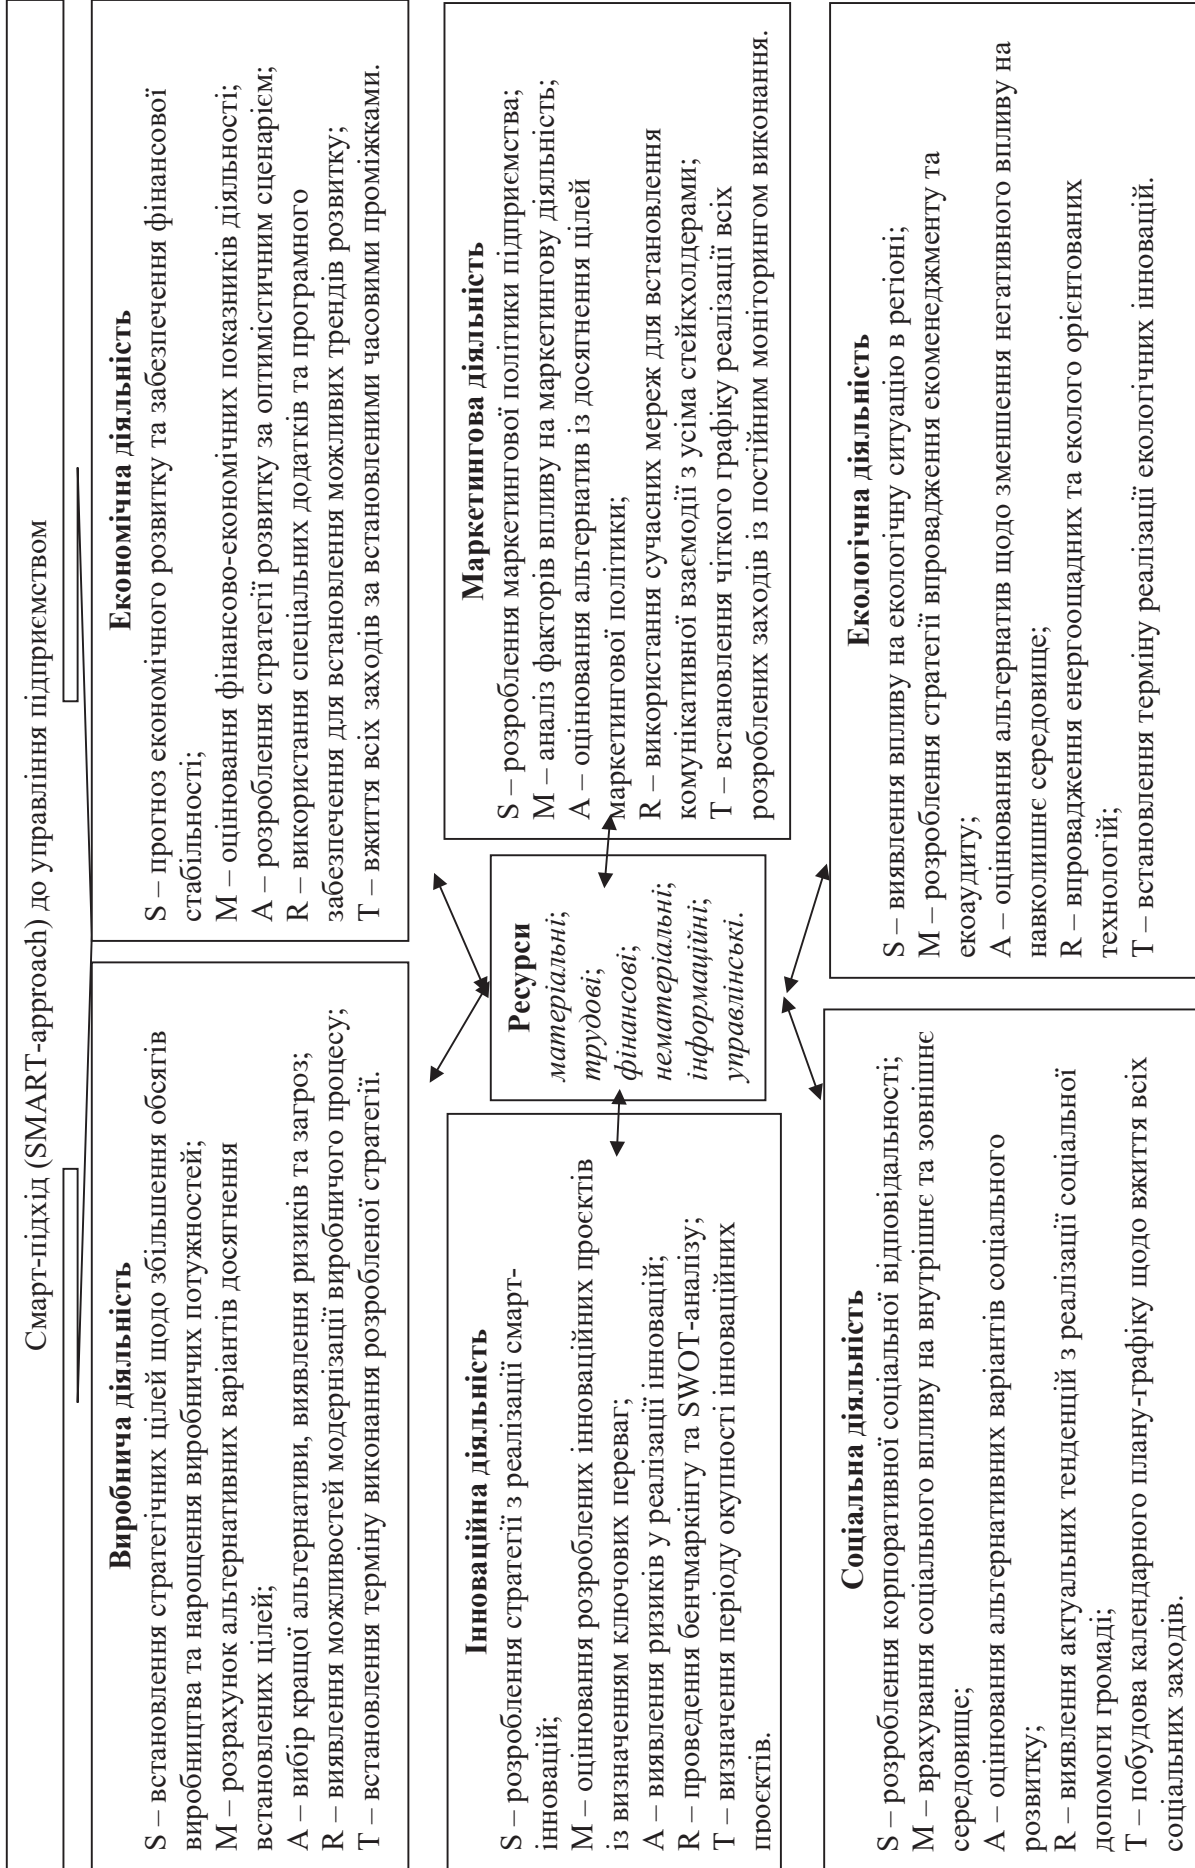 Смарт-підхід (SMART-approach) до управління підприємством
Виробнича діяльність
S – встановлення стратегічних цілей щодо збільшення обсягів
виробництва та нарощення виробничих потужностей;
M – розрахунок альтернативних варіантів досягнення
встановлених цілей;
A – вибір кращої альтернативи, виявлення ризиків та загроз;
R – виявлення можливостей модернізації виробничого процесу;
T – встановлення терміну виконання розробленої стратегії.
Економічна діяльність
S – прогноз економічного розвитку та забезпечення фінансової
стабільності;
M – оцінювання фінансово-економічних показників діяльності;
A – розроблення стратегії розвитку за оптимістичним сценарієм;
R – використання спеціальних додатків та програмного
забезпечення для встановлення можливих трендів розвитку;
T – вжиття всіх заходів за встановленими часовими проміжками.
Інноваційна діяльність
S – розроблення стратегії з реалізації смарт-
інновацій;
M – оцінювання розроблених інноваційних проєктів
із визначенням ключових переваг;
A – виявлення ризиків у реалізації інновацій;
R – проведення бенчмаркінгу та SWOT-аналізу;
T – визначення періоду окупності інноваційних
проєктів.
Ресурси
матеріальні;
трудові;
фінансові;
нематеріальні;
інформаційні;
управлінські.
Маркетингова діяльність
S – розроблення маркетингової політики підприємства;
M – аналіз факторів впливу на маркетингову діяльність;
A – оцінювання альтернатив із досягнення цілей
маркетингової політики;
R – використання сучасних мереж для встановлення
комунікативної взаємодії з усіма стейкхолдерами;
T – встановлення чіткого графіку реалізації всіх
розроблених заходів із постійним моніторингом виконання.
Соціальна діяльність
S – розроблення корпоративної соціальної відповідальності;
M – врахування соціального впливу на внутрішнє та зовнішнє
середовище;
A – оцінювання альтернативних варіантів соціального
розвитку;
R – виявлення актуальних тенденцій з реалізації соціальної
допомоги громаді;
T – побудова календарного плану-графіку щодо вжиття всіх
соціальних заходів.
Екологічна діяльність
S – виявлення впливу на екологічну ситуацію в регіоні;
M – розроблення стратегії впровадження екоменеджменту та
екоаудиту;
A – оцінювання альтернатив щодо зменшення негативного впливу на
навколишнє середовище;
R – впровадження енергоощадних та еколого орієнтованих
технологій;
T – встановлення терміну реалізації екологічних інновацій.